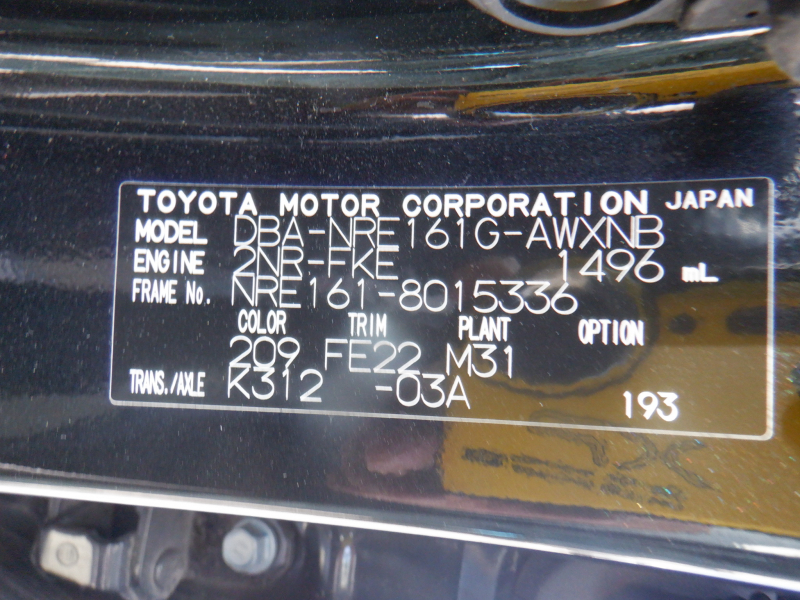 TOYOTA MOTOR CORPORATION JAPAN
MODEL DBA-NRE161G-AWXNB
ENGINE 2NR-FKE 1496 mL
FRAME No. NRE161-8015336
COLOR TRIM PLANT OPTION
209 FE22 M31
TRANS./AXLE K312 -03A 193